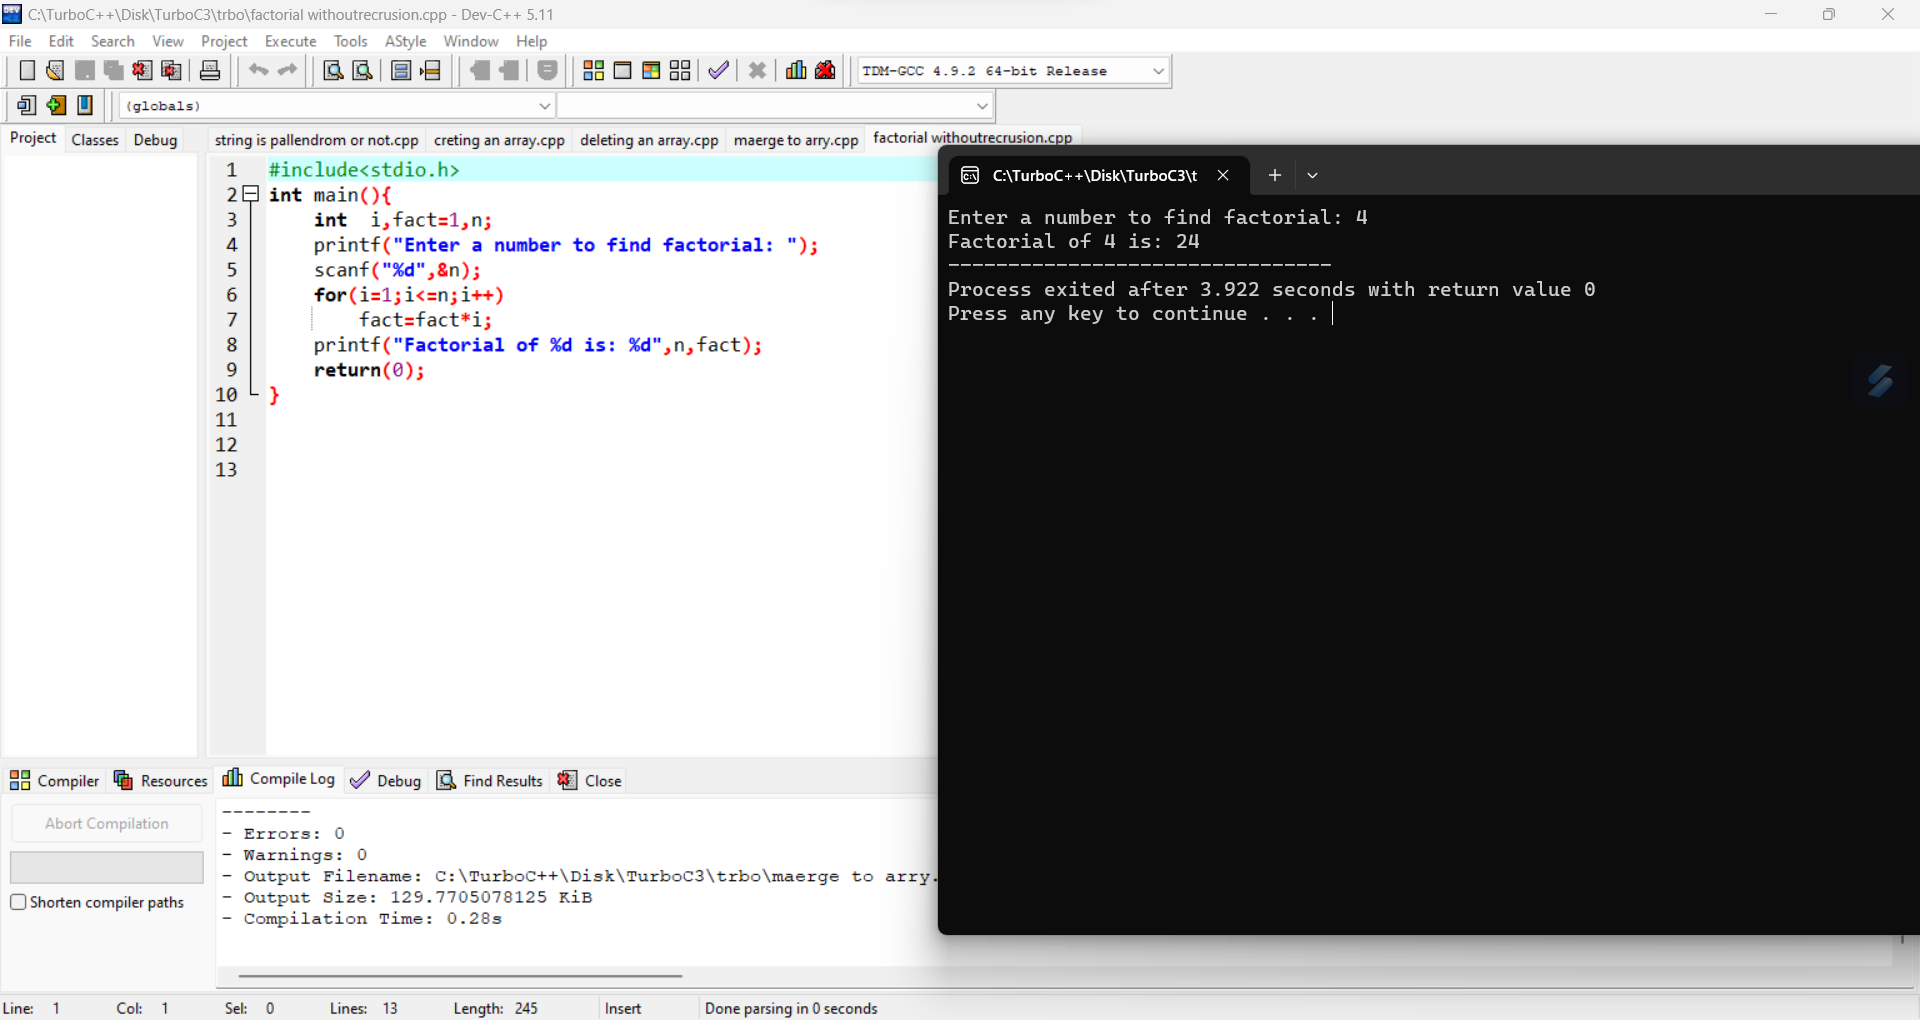 C:\TurboC++\Disk\TurboC3\trbo\factorial withoutrecrusion.cpp - Dev-C++ 5.11
File Edit Search View Project Execute Tools AStyle Window Help
TDM-GCC 4.9.2 64-bit Release
(globals)
Project Classes Debug
string is pallendrom or not.cpp creting an array.cpp deleting an array.cpp maerge to arry.cpp factorial withoutrecrusion.cpp
1 #include<stdio.h>
2 int main(){
3 int i,fact=1,n;
4 printf("Enter a number to find factorial: ");
5 scanf("%d",&n);
6 for(i=1;i<=n;i++)
7 fact=fact*i;
8 printf("Factorial of %d is: %d",n,fact);
9 return(0);
10 }
11
12
13
C:\TurboC++\Disk\TurboC3\t
Enter a number to find factorial: 4
Factorial of 4 is: 24
--------------------------------
Process exited after 3.922 seconds with return value 0
Press any key to continue . . .
Compiler Resources Compile Log Debug Find Results Close
Abort Compilation
Shorten compiler paths
--------
- Errors: 0
- Warnings: 0
- Output Filename: C:\TurboC++\Disk\TurboC3\trbo\maerge to arry.
- Output Size: 129.7705078125 KiB
- Compilation Time: 0.28s
Line: 1 Col: 1 Sel: 0 Lines: 13 Length: 245 Insert Done parsing in 0 seconds